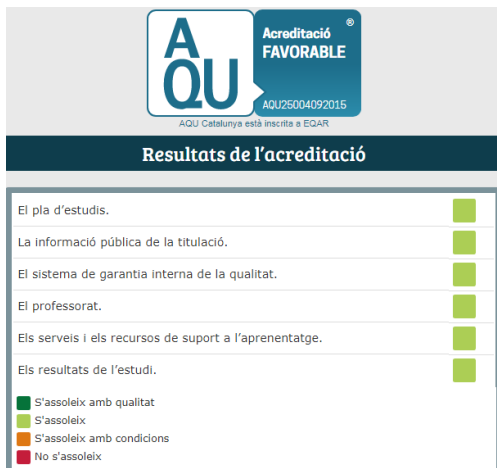 AQU
Acreditació ®
FAVORABLE
AQU25004092015
AQU Catalunya està inscrita a EQAR
Resultats de l'acreditació
El pla d'estudis.
La informació pública de la titulació.
El sistema de garantia interna de la qualitat.
El professorat.
Els serveis i els recursos de suport a l'aprenentatge.
Els resultats de l'estudi.
S'assoleix amb qualitat
S'assoleix
S'assoleix amb condicions
No s'assoleix